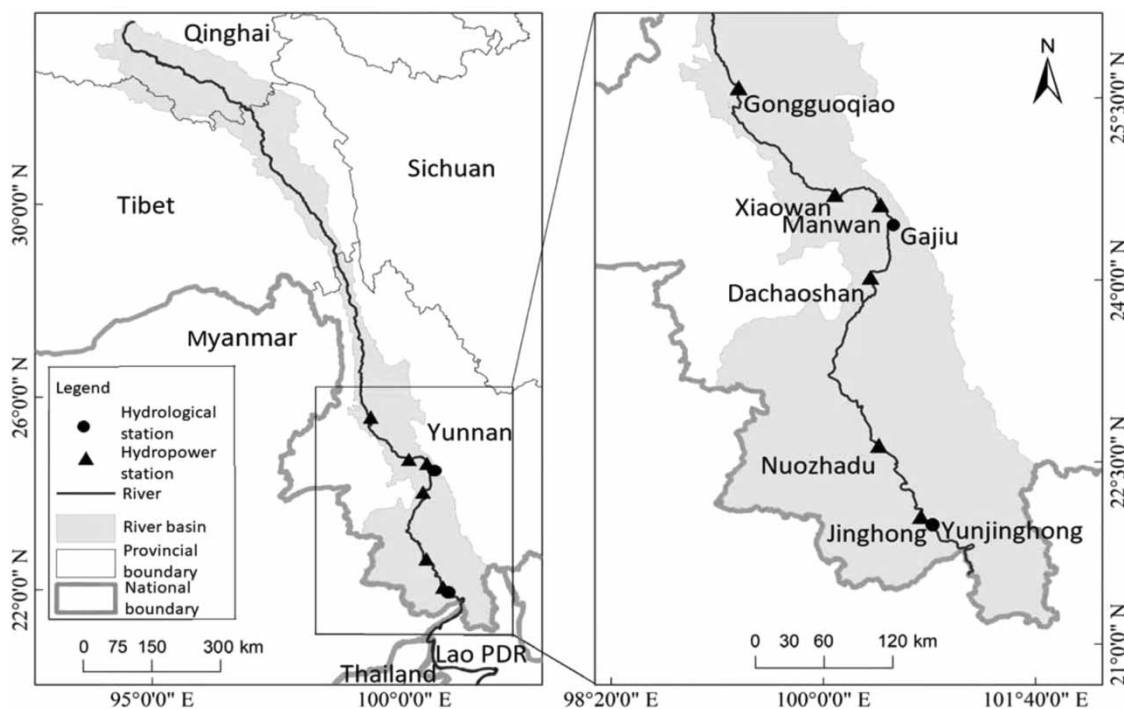 Qinghai
Sichuan
Tibet
Myanmar
Yunnan
Lao PDR
Thailand
Legend
Hydrological
station
Hydropower
station
River
River basin
Provincial
boundary
National
boundary
0 75 150 300 km
30°0'0" N
26°0'0" N
22°0'0" N
95°0'0" E
100°0'0" E
N
Gongguoqiao
Xiaowan
Manwan
Gajiu
Dachaoshan
Nuozhadu
Jinghong
Yunjinghong
0 30 60 120 km
25°30'0" N
24°0'0" N
22°30'0" N
21°0'0" N
98°20'0" E
100°0'0" E
101°40'0" E